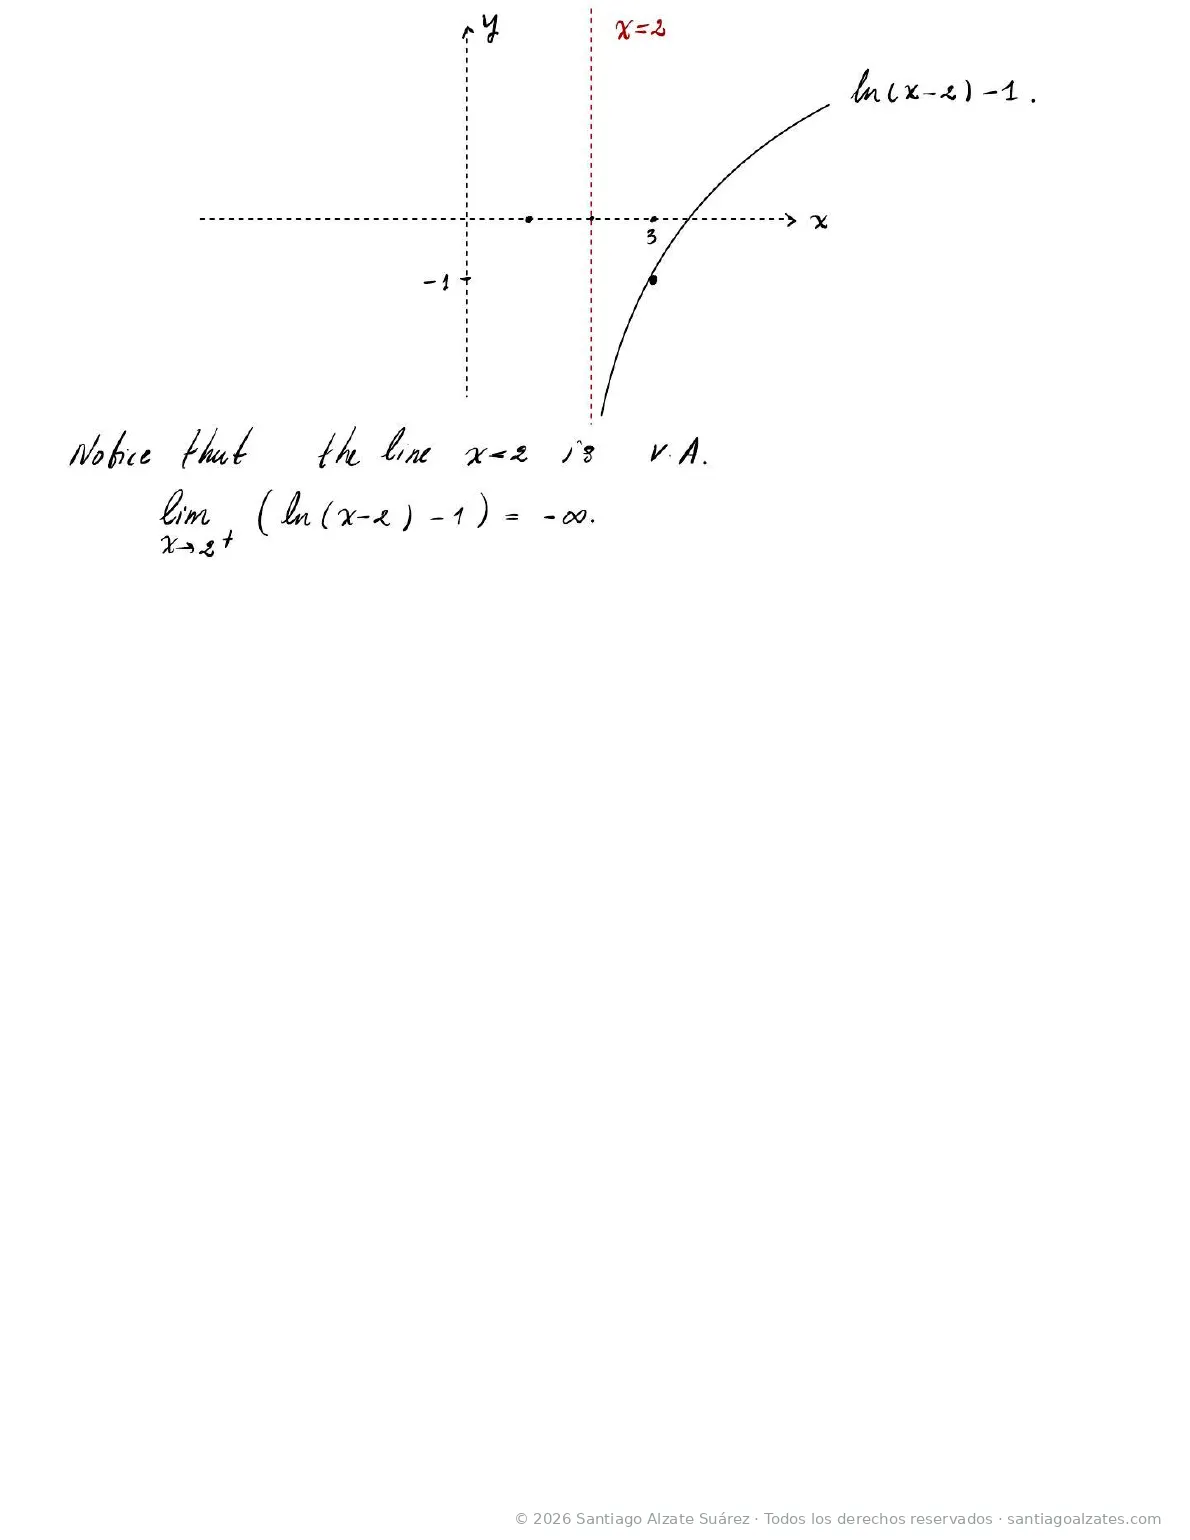 y
x=2
ln(x-2)-1.
x
3
-1
Notice that the line x=2 is V.A.
lim (ln(x-2)-1) = -∞.
x→2⁺
© 2026 Santiago Alzate Suárez · Todos los derechos reservados · santiagoalzates.com